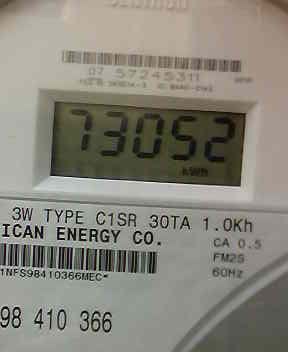 07 57245311
73052
kWh
3W TYPE C1SR 30TA 1.0Kh
ICAN ENERGY CO.
CA 0.5
FM2S
60Hz
1NFS98410366MEC*
98 410 366